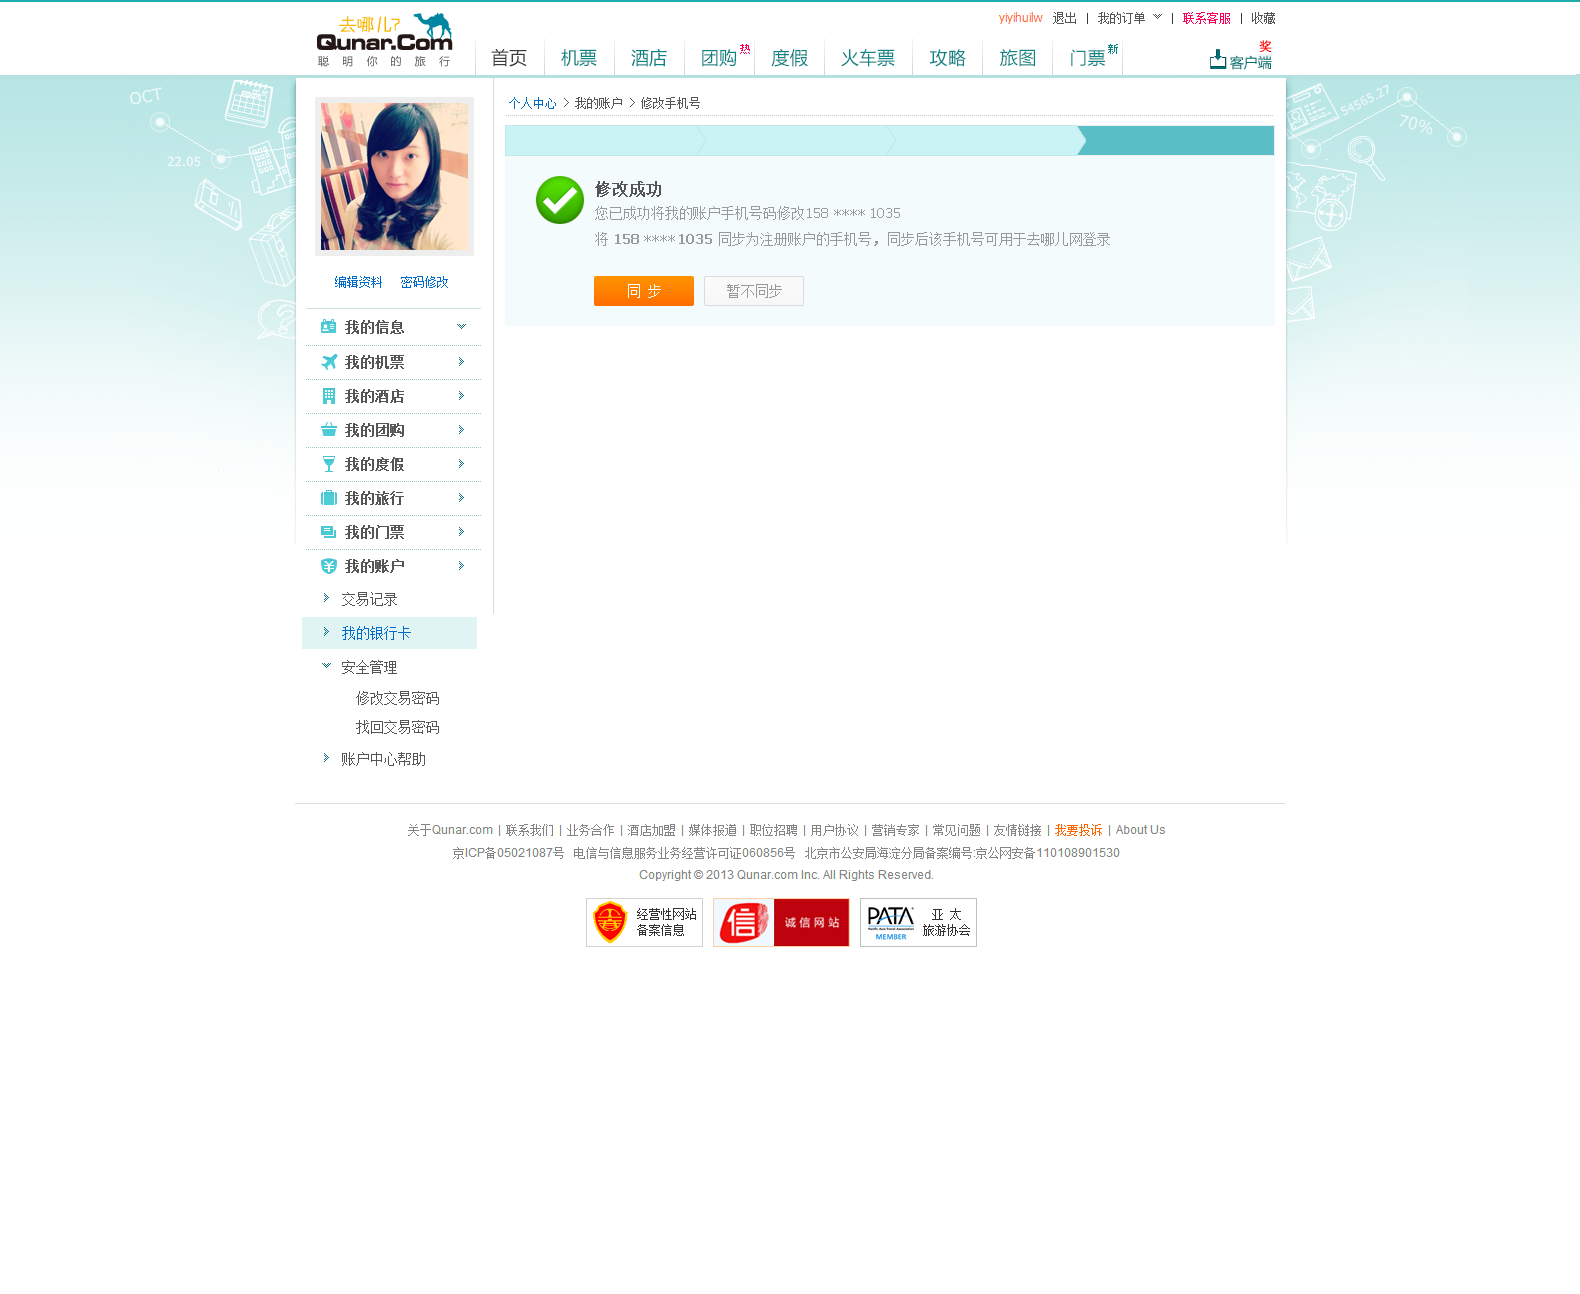 yiyihuilw 退出 | 我的订单 | 联系客服 | 收藏
去哪儿?
Qunar.Com
聪明你的旅行
首页 机票 酒店 团购 热 度假 火车票 攻略 旅图 门票 新
奖
客户端
OCT
22.05
54565.27
70%
个人中心 > 我的账户 > 修改手机号
修改成功
您已成功将我的账户手机号码修改158 **** 1035
将 158 **** 1035 同步为注册账户的手机号，同步后该手机号可用于去哪儿网登录
同 步 暂不同步
编辑资料 密码修改
我的信息
我的机票
我的酒店
我的团购
我的度假
我的旅行
我的门票
我的账户
交易记录
我的银行卡
安全管理
修改交易密码
找回交易密码
账户中心帮助
关于Qunar.com | 联系我们 | 业务合作 | 酒店加盟 | 媒体报道 | 职位招聘 | 用户协议 | 营销专家 | 常见问题 | 友情链接 | 我要投诉 | About Us
京ICP备05021087号 电信与信息服务业务经营许可证060856号 北京市公安局海淀分局备案编号:京公网安备110108901530
Copyright © 2013 Qunar.com Inc. All Rights Reserved.
经营性网站
备案信息
信 诚信网站
PATA
Pacific Asia Travel Association
MEMBER
亚 太
旅游协会